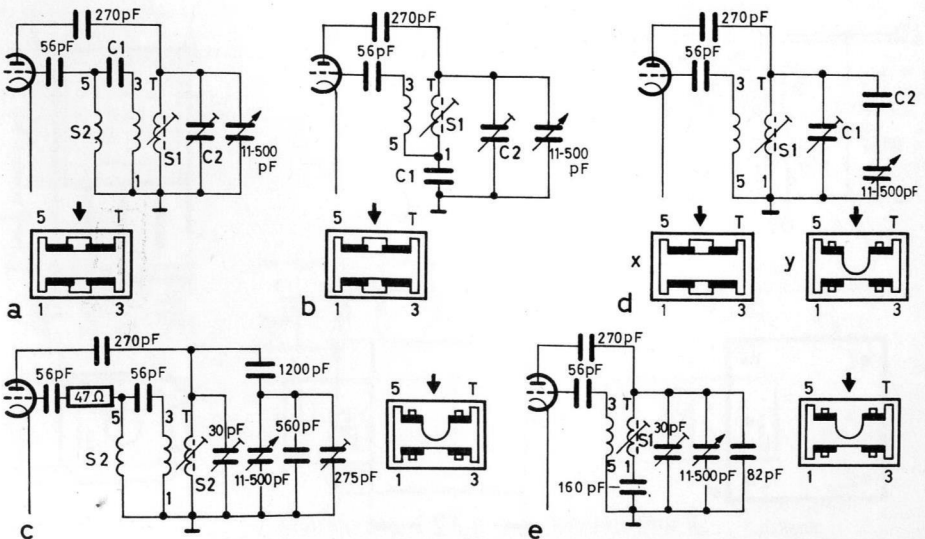 270pF
56pF C1
5 3 T
S2 S1 C2 11-500 pF
1
5 T
1 3
a
270pF
56pF
3 T
S1
5 1
C1 C2 11-500 pF
5 T
1 3
b
270pF
56pF
3 T
S1 C1 C2
5 1 11-500pF
5 T
x
1 3
5 T
y
1 3
d
270pF
1200pF
56pF 47Ω 56pF
5 3 T
S2 S2 30pF 560pF
1 11-500pF 275pF
5 T
1 3
c
270pF
56pF
3 T
S1 30pF
5 1 11-500pF 82pF
160pF
5 T
1 3
e